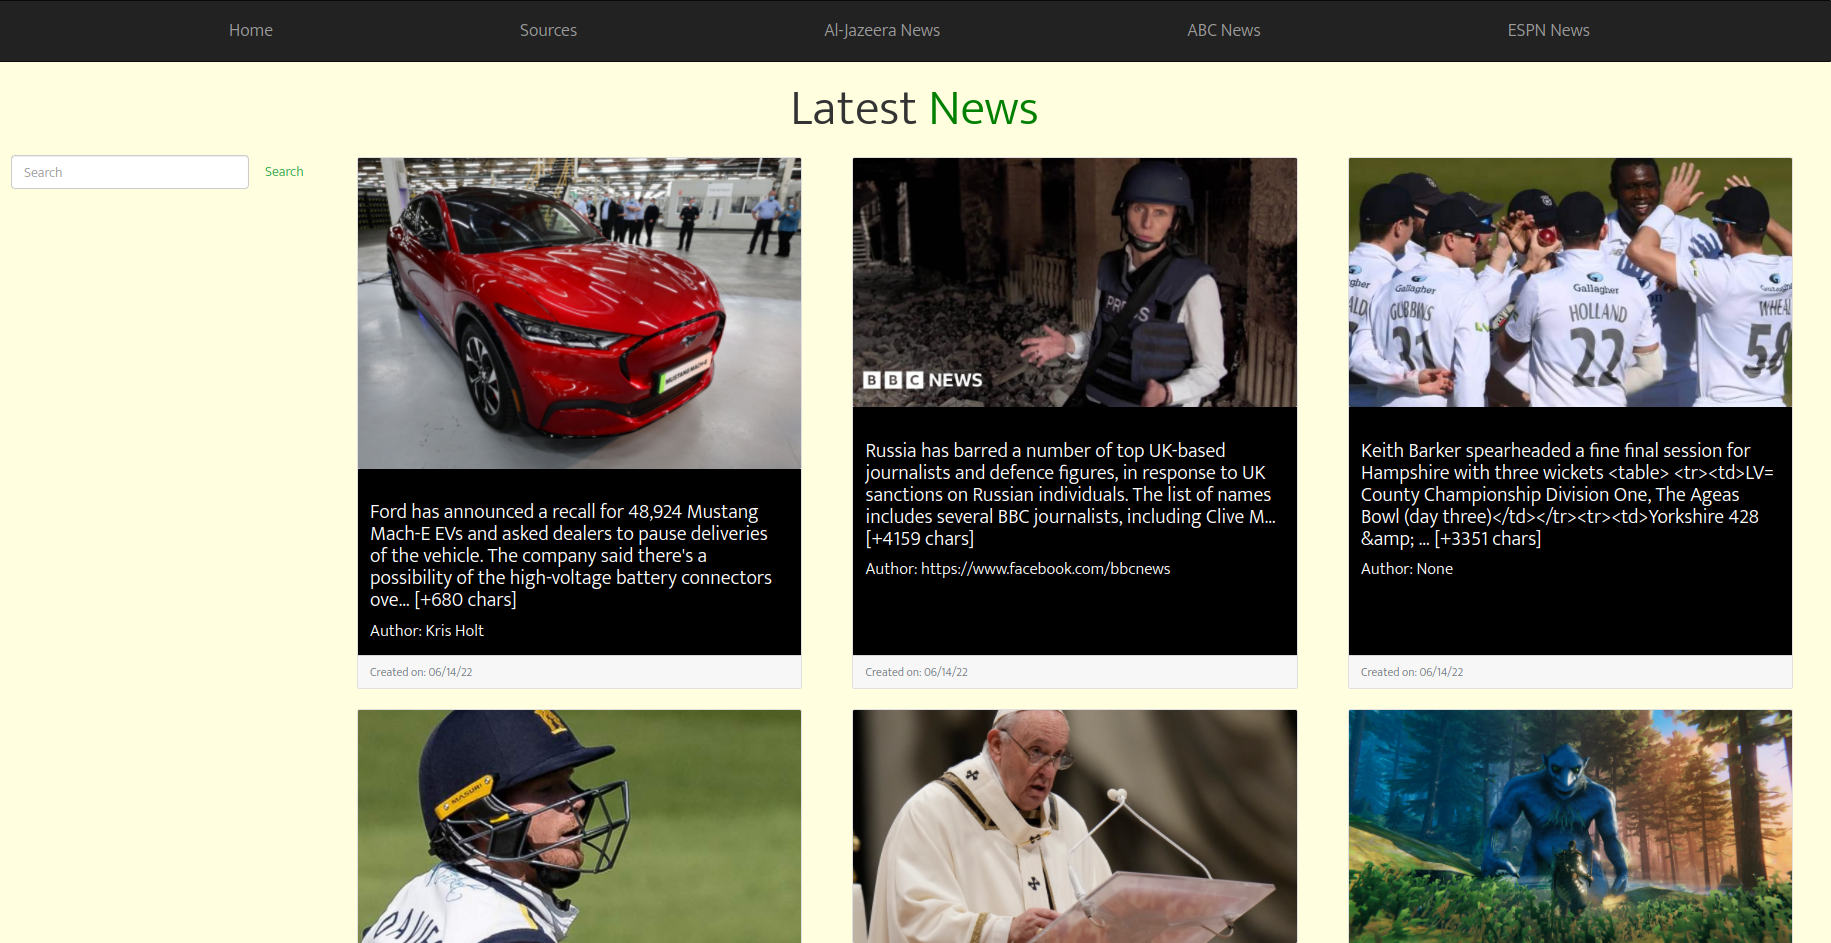 Home Sources Al-Jazeera News ABC News ESPN News
Latest News
Search Search
MUSTANG MACH-E
Ford has announced a recall for 48,924 Mustang
Mach-E EVs and asked dealers to pause deliveries
of the vehicle. The company said there's a
possibility of the high-voltage battery connectors
ove... [+680 chars]
Author: Kris Holt
Created on: 06/14/22
BBC NEWS
Russia has barred a number of top UK-based
journalists and defence figures, in response to UK
sanctions on Russian individuals. The list of names
includes several BBC journalists, including Clive M...
[+4159 chars]
Author: https://www.facebook.com/bbcnews
Created on: 06/14/22
Gallagher
GUBBINS
31
Gallagher
HOLLAND
22
WHEAL
58
Keith Barker spearheaded a fine final session for
Hampshire with three wickets <table> <tr><td>LV=
County Championship Division One, The Ageas
Bowl (day three)</td></tr><tr><td>Yorkshire 428
&amp; ... [+3351 chars]
Author: None
Created on: 06/14/22
MASURI
DAVIE